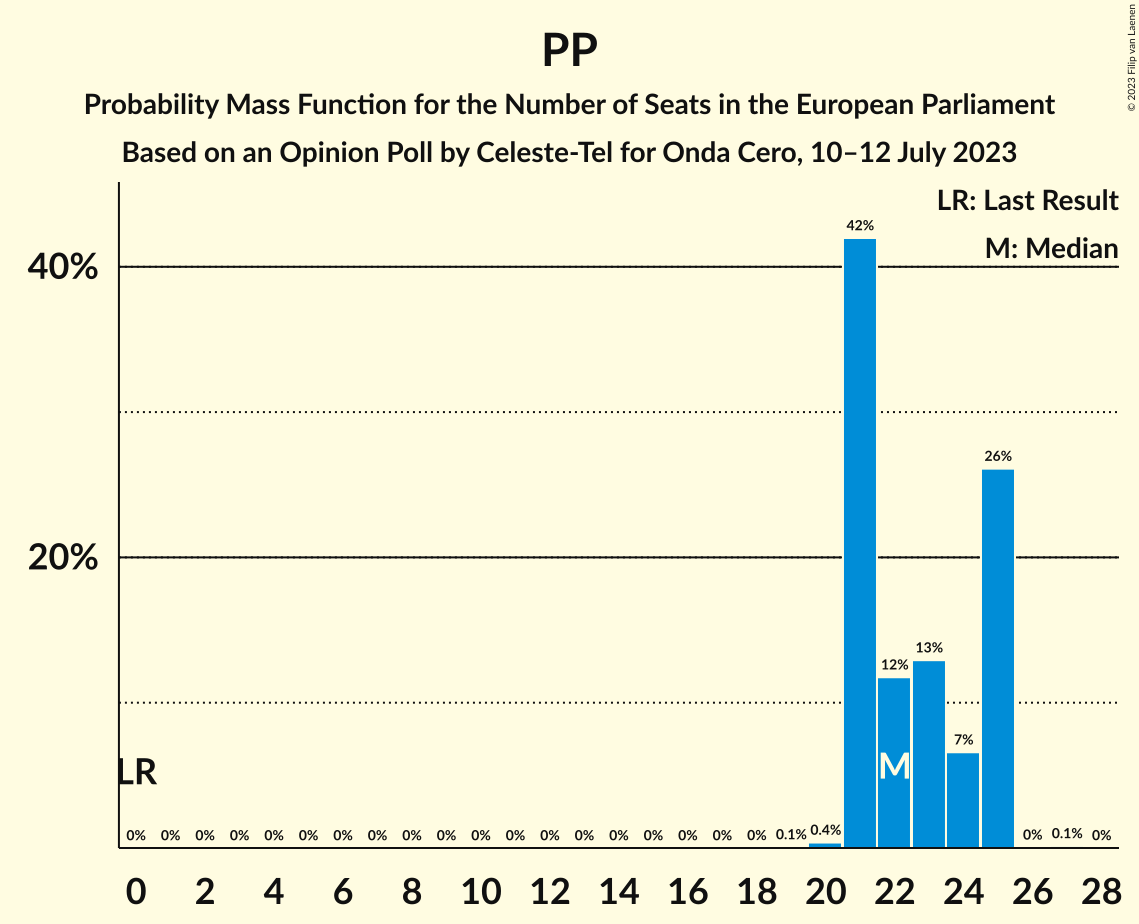 PP
Probability Mass Function for the Number of Seats in the European Parliament
Based on an Opinion Poll by Celeste-Tel for Onda Cero, 10–12 July 2023
© 2023 Filip van Laenen
LR: Last Result
M: Median
40%
20%
42%
26%
12%
13%
7%
LR
M
0% 0% 0% 0% 0% 0% 0% 0% 0% 0% 0% 0% 0% 0% 0% 0% 0% 0% 0% 0.1% 0.4% 0% 0.1% 0%
0 2 4 6 8 10 12 14 16 18 20 22 24 26 28